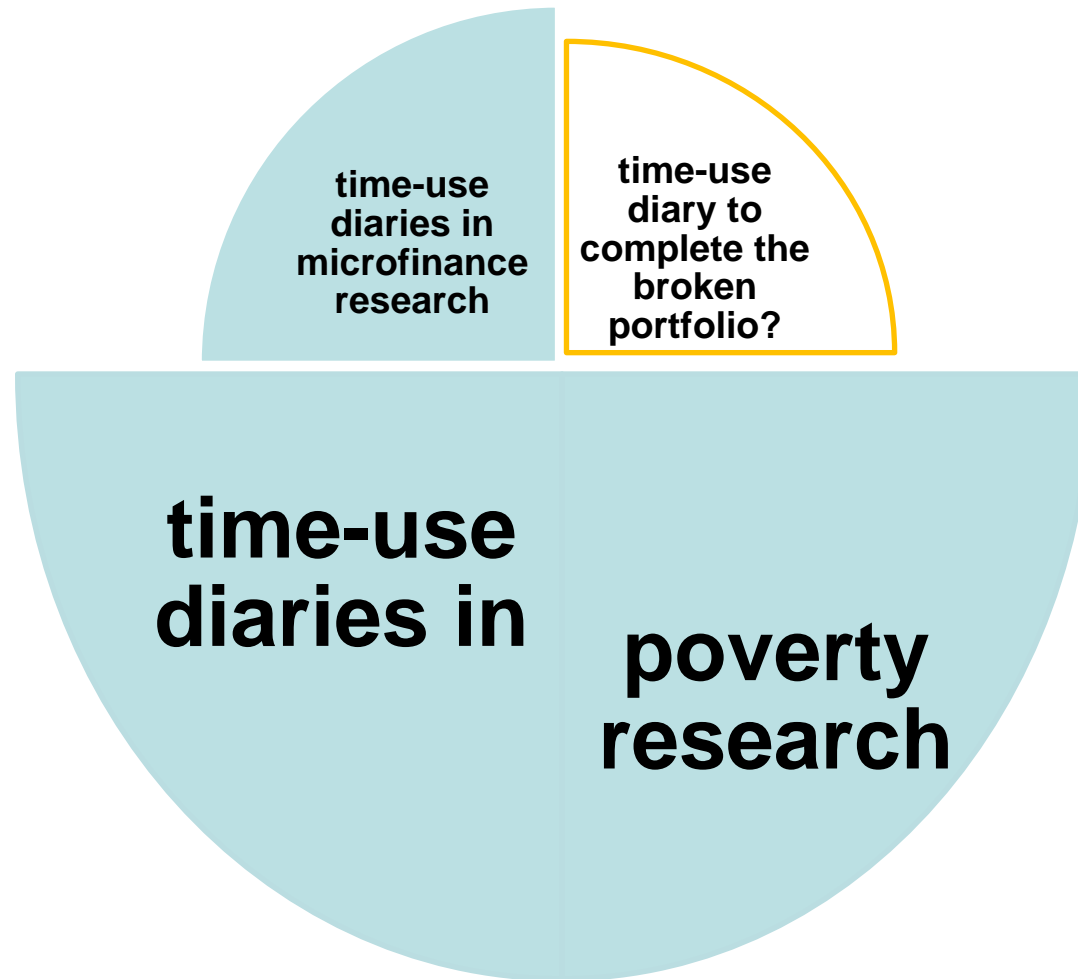 time-use
diaries in
microfinance
research
time-use
diary to
complete the
broken
portfolio?
time-use
diaries in
poverty
research